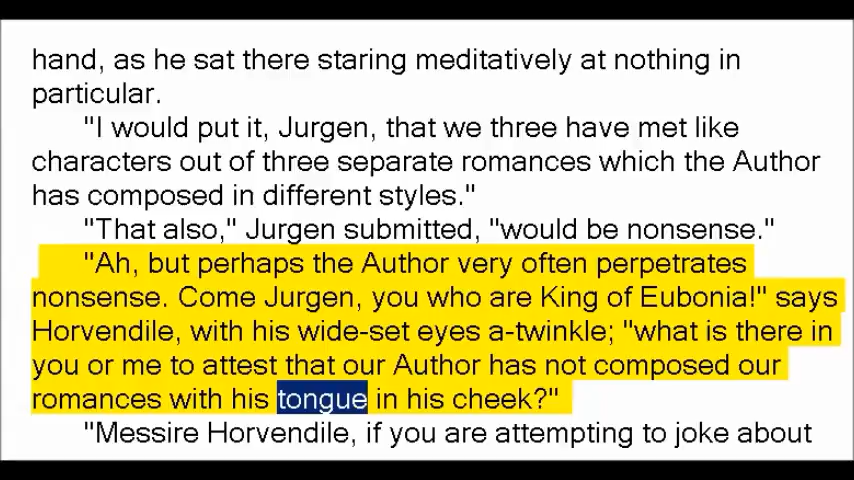 hand, as he sat there staring meditatively at nothing in
particular.
"I would put it, Jurgen, that we three have met like
characters out of three separate romances which the Author
has composed in different styles."
"That also," Jurgen submitted, "would be nonsense."
"Ah, but perhaps the Author very often perpetrates
nonsense. Come Jurgen, you who are King of Eubonia!" says
Horvendile, with his wide-set eyes a-twinkle; "what is there in
you or me to attest that our Author has not composed our
romances with his tongue in his cheek?"
"Messire Horvendile, if you are attempting to joke about